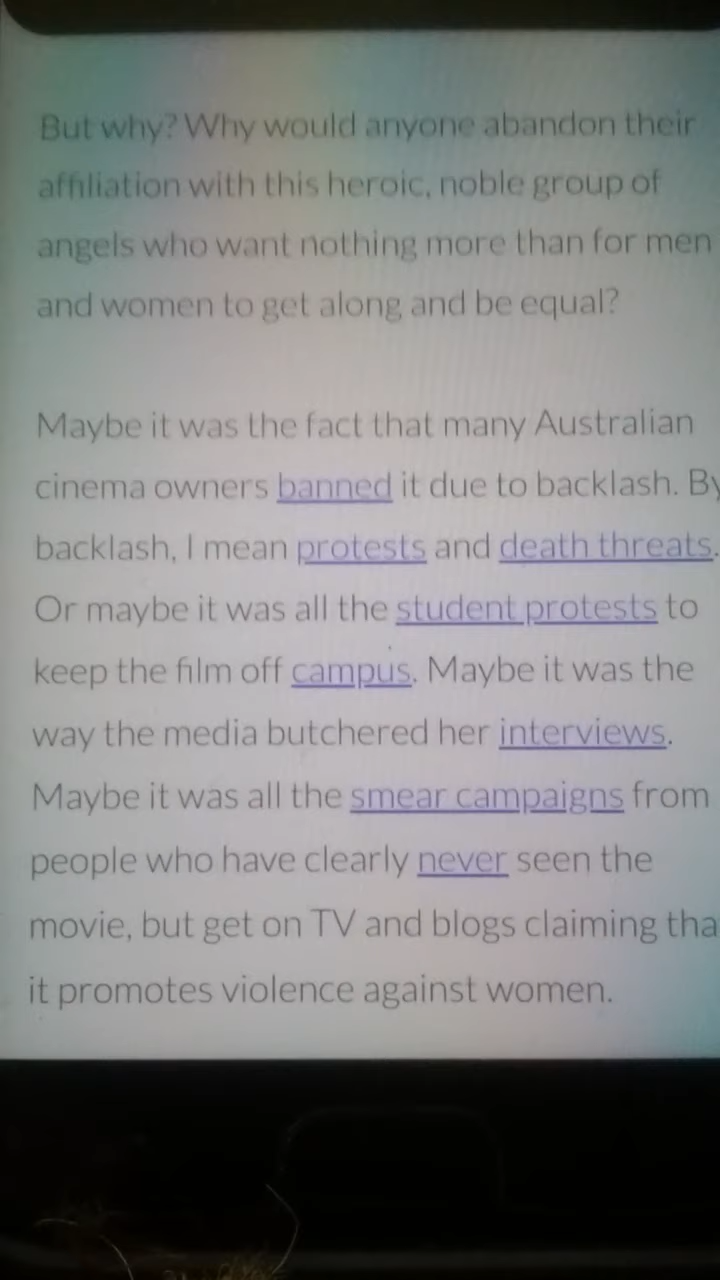 But why? Why would anyone abandon their
affiliation with this heroic, noble group of
angels who want nothing more than for men
and women to get along and be equal?
Maybe it was the fact that many Australian
cinema owners banned it due to backlash. By
backlash, I mean protests and death threats.
Or maybe it was all the student protests to
keep the film off campus. Maybe it was the
way the media butchered her interviews.
Maybe it was all the smear campaigns from
people who have clearly never seen the
movie, but get on TV and blogs claiming tha
it promotes violence against women.